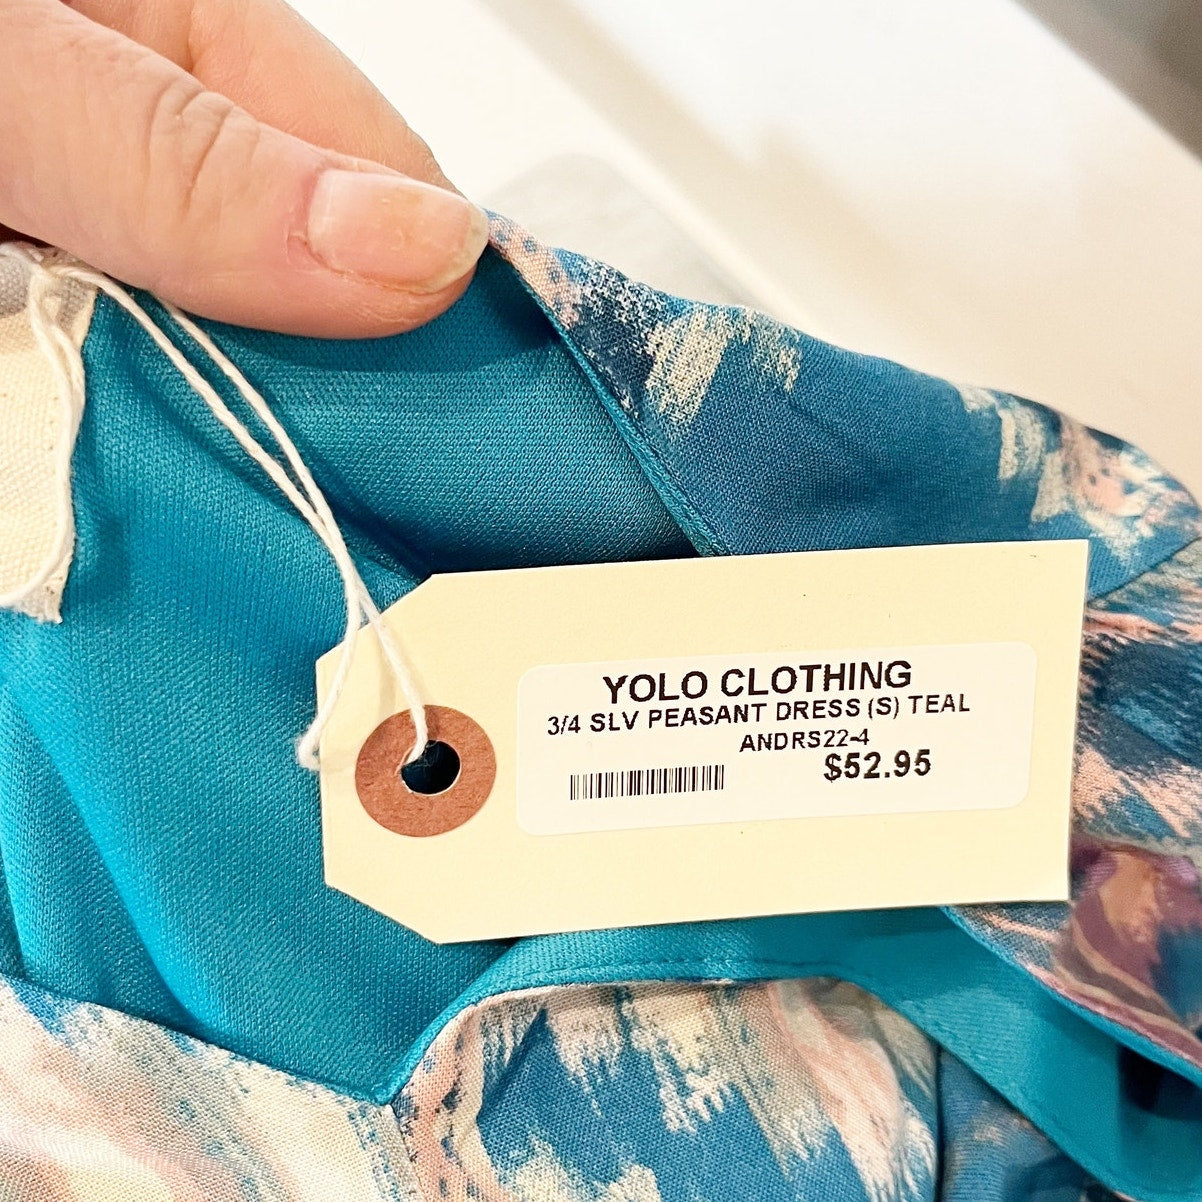 YOLO CLOTHING
3/4 SLV PEASANT DRESS (S) TEAL
ANDRS22-4
$52.95